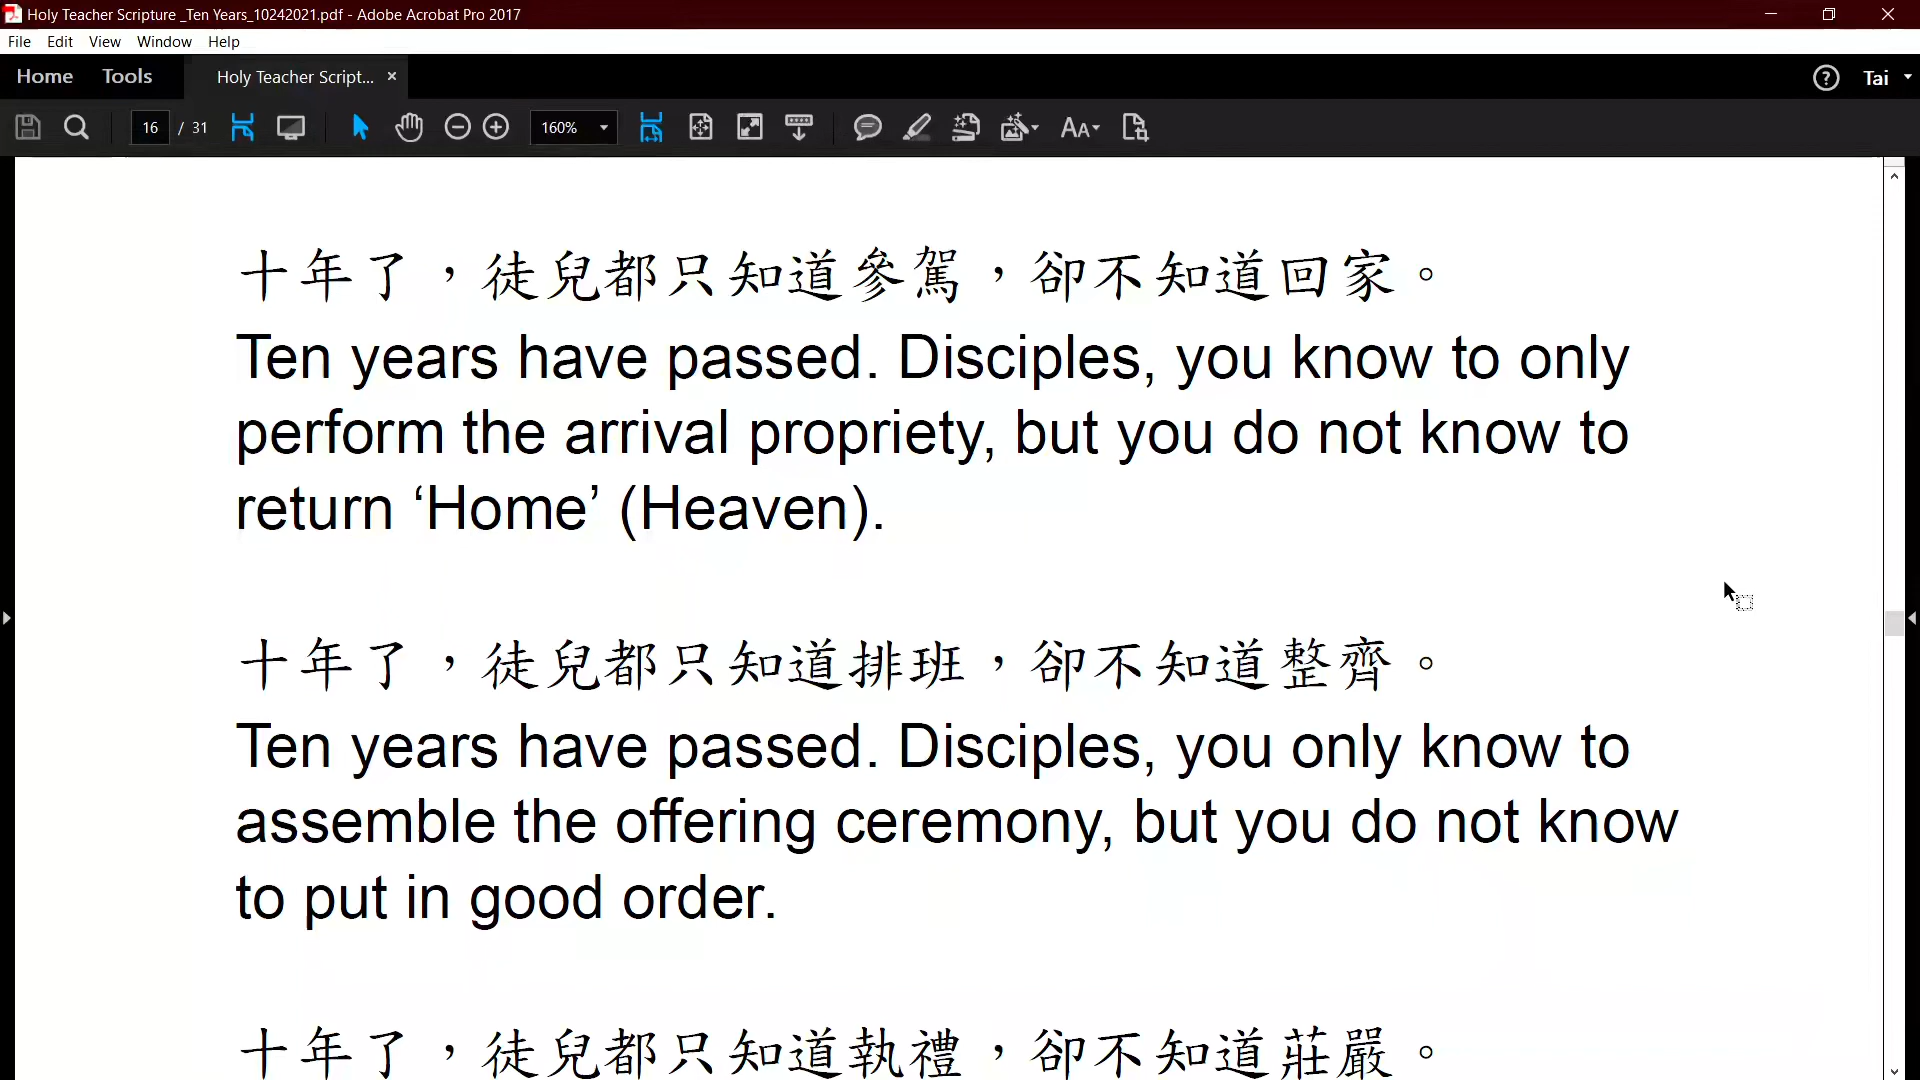 Holy Teacher Scripture _Ten Years_10242021.pdf - Adobe Acrobat Pro 2017
File Edit View Window Help
Home Tools Holy Teacher Script... × Tai
16 / 31 160%
十年了，徒兒都只知道參駕，卻不知道回家。
Ten years have passed. Disciples, you know to only
perform the arrival propriety, but you do not know to
return ‘Home’ (Heaven).
十年了，徒兒都只知道排班，卻不知道整齊。
Ten years have passed. Disciples, you only know to
assemble the offering ceremony, but you do not know
to put in good order.
十年了，徒兒都只知道執禮，卻不知道莊嚴。